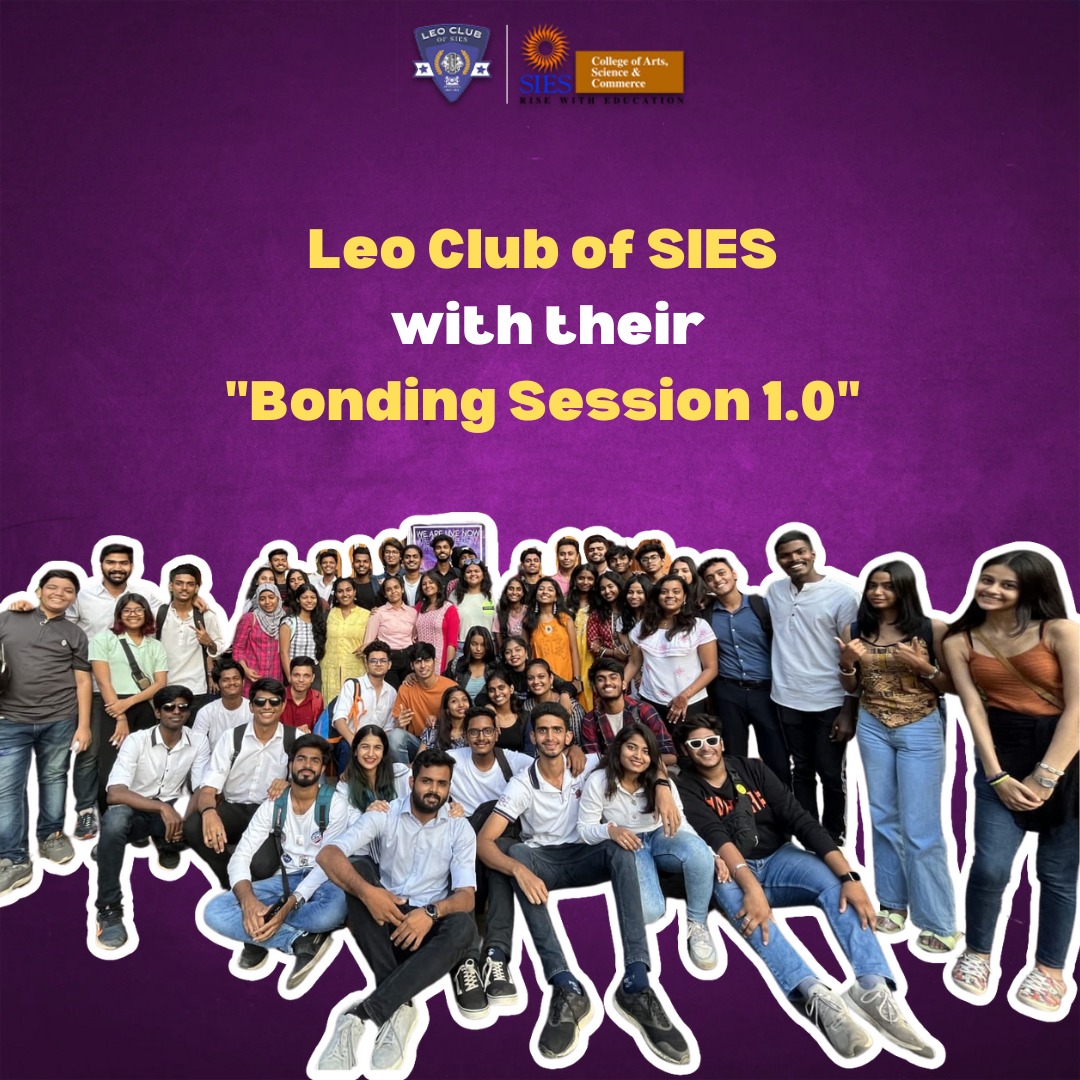 LEO CLUB
OF SIES
SIES
College of Arts,
Science &
Commerce
RISE WITH EDUCATION
Leo Club of SIES
with their
"Bonding Session 1.0"
WE ARE LIVE NOW